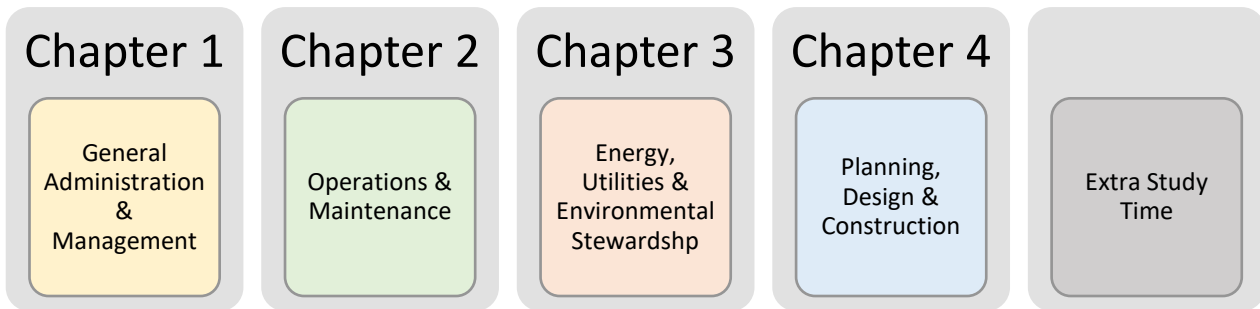 Chapter 1
General
Administration
&
Management
Chapter 2
Operations &
Maintenance
Chapter 3
Energy,
Utilities &
Environmental
Stewardshp
Chapter 4
Planning,
Design &
Construction
Extra Study
Time